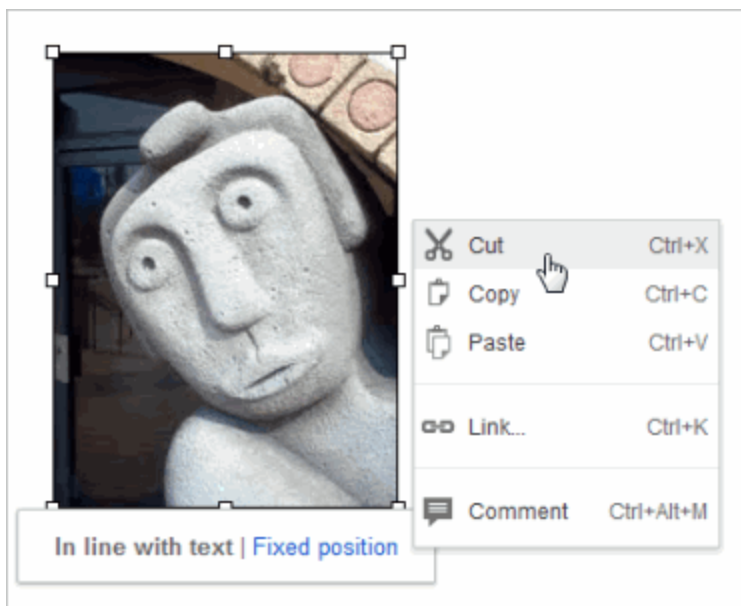 Cut Ctrl+X
Copy Ctrl+C
Paste Ctrl+V
Link... Ctrl+K
Comment Ctrl+Alt+M
In line with text | Fixed position